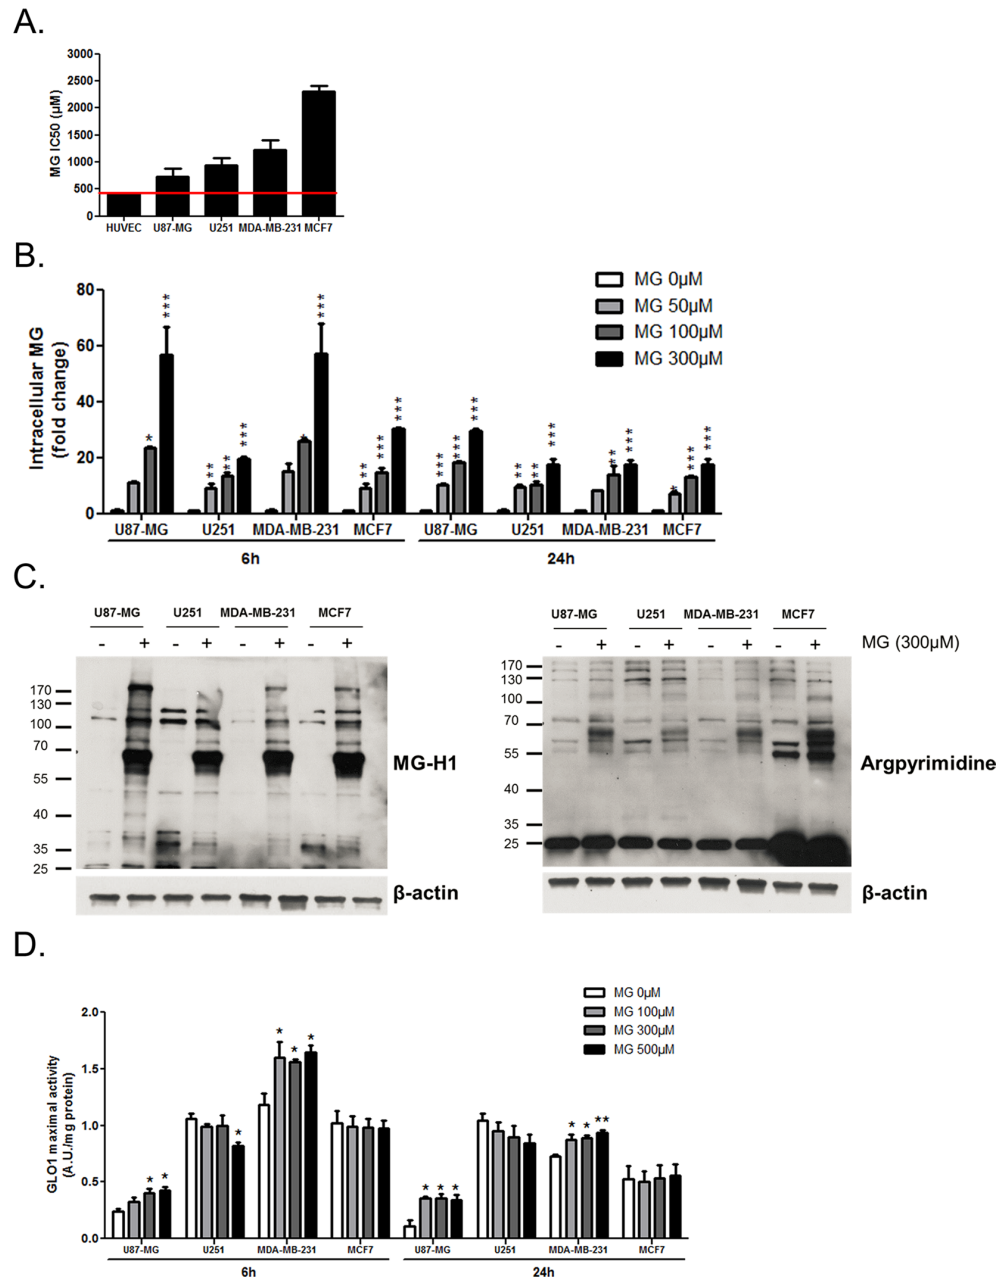 A.
MG IC50 (µM)
3000
2500
2000
1500
1000
500
0
HUVEC U87-MG U251 MDA-MB-231 MCF7
B.
Intracellular MG
(fold change)
80
60
40
20
0
MG 0µM
MG 50µM
MG 100µM
MG 300µM
* *** ** ** *** * *** ** *** *** *** *** *** ** ** *** ** *** * *** ***
U87-MG U251 MDA-MB-231 MCF7 U87-MG U251 MDA-MB-231 MCF7
6h 24h
C.
U87-MG U251 MDA-MB-231 MCF7
- + - + - + - +
170
130
100
70
55
40
35
25
MG-H1
β-actin
U87-MG U251 MDA-MB-231 MCF7
- + - + - + - + MG (300µM)
170
130
100
70
55
40
35
25
Argpyrimidine
β-actin
D.
GLO1 maximal activity
(A.U./mg protein)
2.0
1.5
1.0
0.5
0.0
MG 0µM
MG 100µM
MG 300µM
MG 500µM
* * * * * * * * * * * **
U87-MG U251 MDA-MB-231 MCF7 U87-MG U251 MDA-MB-231 MCF7
6h 24h